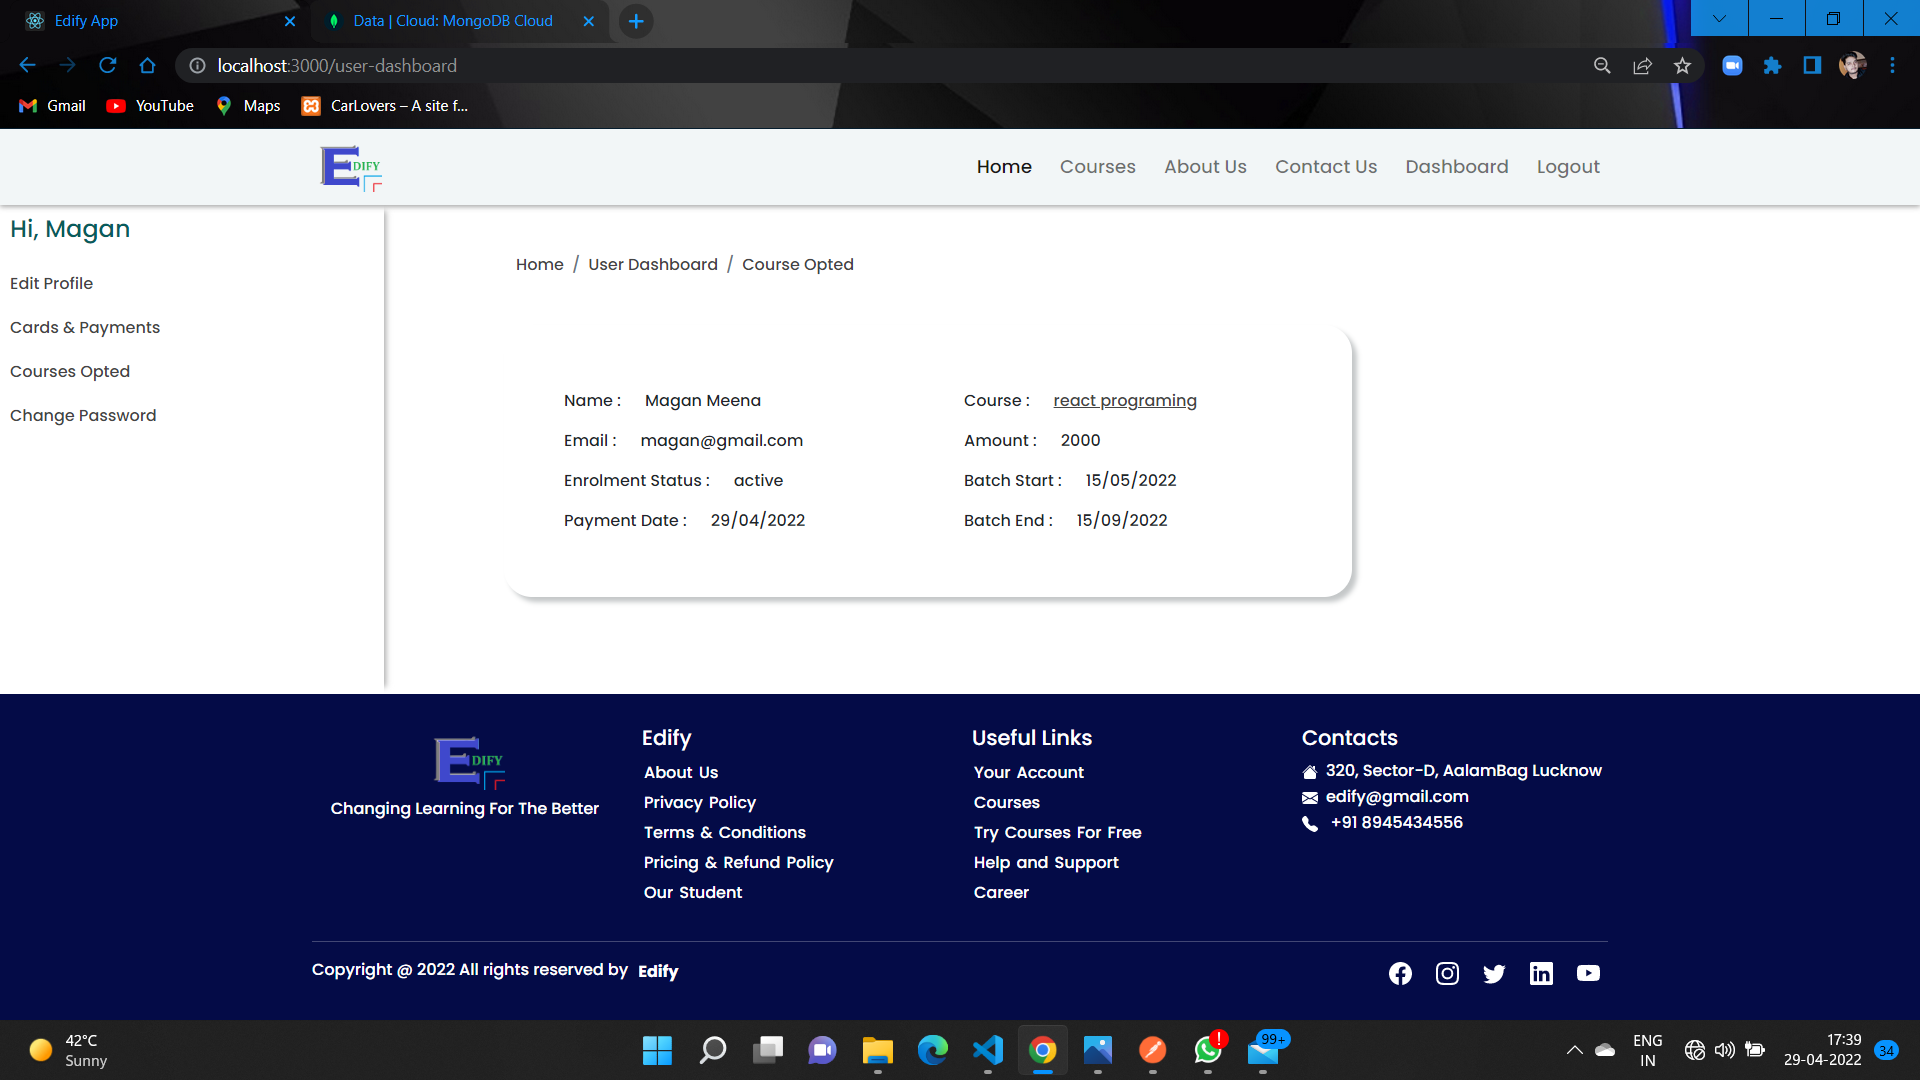 Edify App
Data | Cloud: MongoDB Cloud
localhost:3000/user-dashboard
Gmail
YouTube
Maps
CarLovers – A site f...
EDIFY
Home
Courses
About Us
Contact Us
Dashboard
Logout
Hi, Magan
Edit Profile
Cards & Payments
Courses Opted
Change Password
Home / User Dashboard / Course Opted
Name : Magan Meena
Course : react programing
Email : magan@gmail.com
Amount : 2000
Enrolment Status : active
Batch Start : 15/05/2022
Payment Date : 29/04/2022
Batch End : 15/09/2022
EDIFY
Changing Learning For The Better
Edify
About Us
Privacy Policy
Terms & Conditions
Pricing & Refund Policy
Our Student
Useful Links
Your Account
Courses
Try Courses For Free
Help and Support
Career
Contacts
320, Sector-D, AalamBag Lucknow
edify@gmail.com
+91 8945434556
Copyright @ 2022 All rights reserved by Edify
42°C
Sunny
99+
ENG
IN
17:39
29-04-2022
34